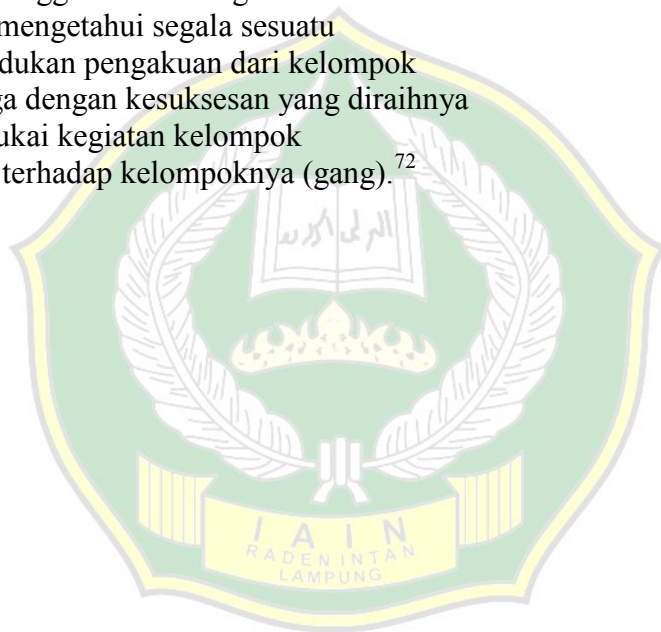 mengetahui segala sesuatu
dukan pengakuan dari kelompok
ga dengan kesuksesan yang diraihnya
ukai kegiatan kelompok
terhadap kelompoknya (gang).72
I A I N
RADEN INTAN
LAMPUNG